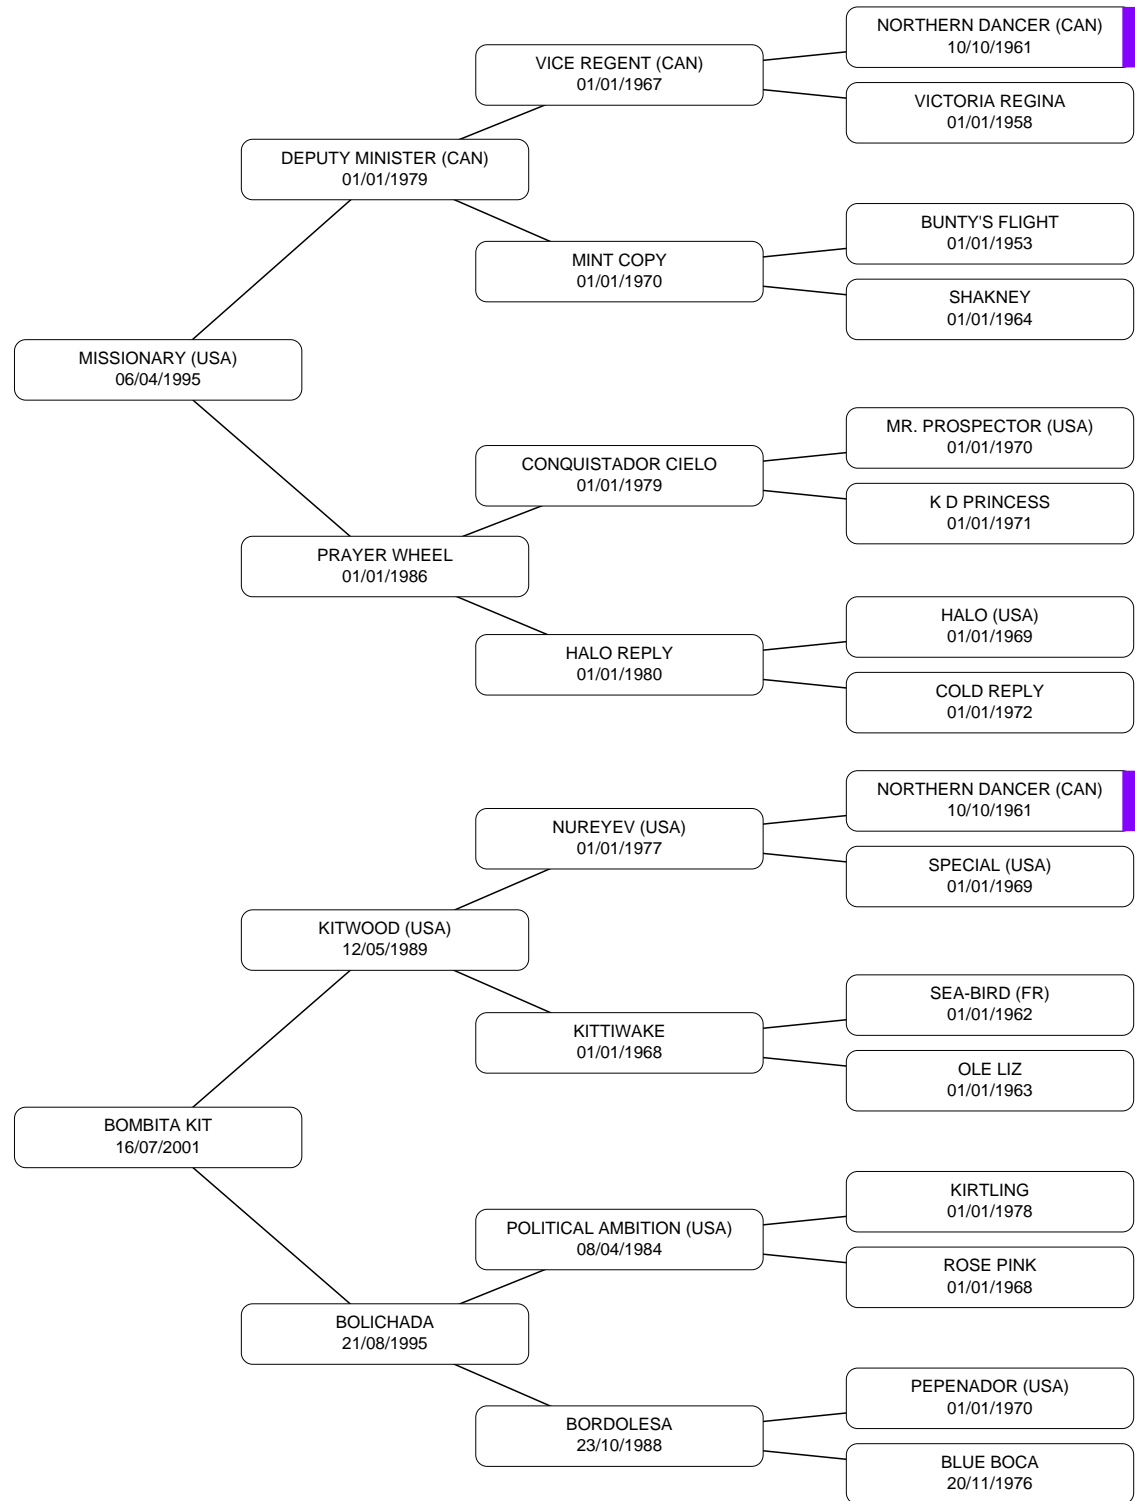 NORTHERN DANCER (CAN)
10/10/1961
VICE REGENT (CAN)
01/01/1967
VICTORIA REGINA
01/01/1958
DEPUTY MINISTER (CAN)
01/01/1979
BUNTY'S FLIGHT
01/01/1953
MINT COPY
01/01/1970
SHAKNEY
01/01/1964
MISSIONARY (USA)
06/04/1995
MR. PROSPECTOR (USA)
01/01/1970
CONQUISTADOR CIELO
01/01/1979
K D PRINCESS
01/01/1971
PRAYER WHEEL
01/01/1986
HALO (USA)
01/01/1969
HALO REPLY
01/01/1980
COLD REPLY
01/01/1972
NORTHERN DANCER (CAN)
10/10/1961
NUREYEV (USA)
01/01/1977
SPECIAL (USA)
01/01/1969
KITWOOD (USA)
12/05/1989
SEA-BIRD (FR)
01/01/1962
KITTIWAKE
01/01/1968
OLE LIZ
01/01/1963
BOMBITA KIT
16/07/2001
KIRTLING
01/01/1978
POLITICAL AMBITION (USA)
08/04/1984
ROSE PINK
01/01/1968
BOLICHADA
21/08/1995
PEPENADOR (USA)
01/01/1970
BORDOLESA
23/10/1988
BLUE BOCA
20/11/1976